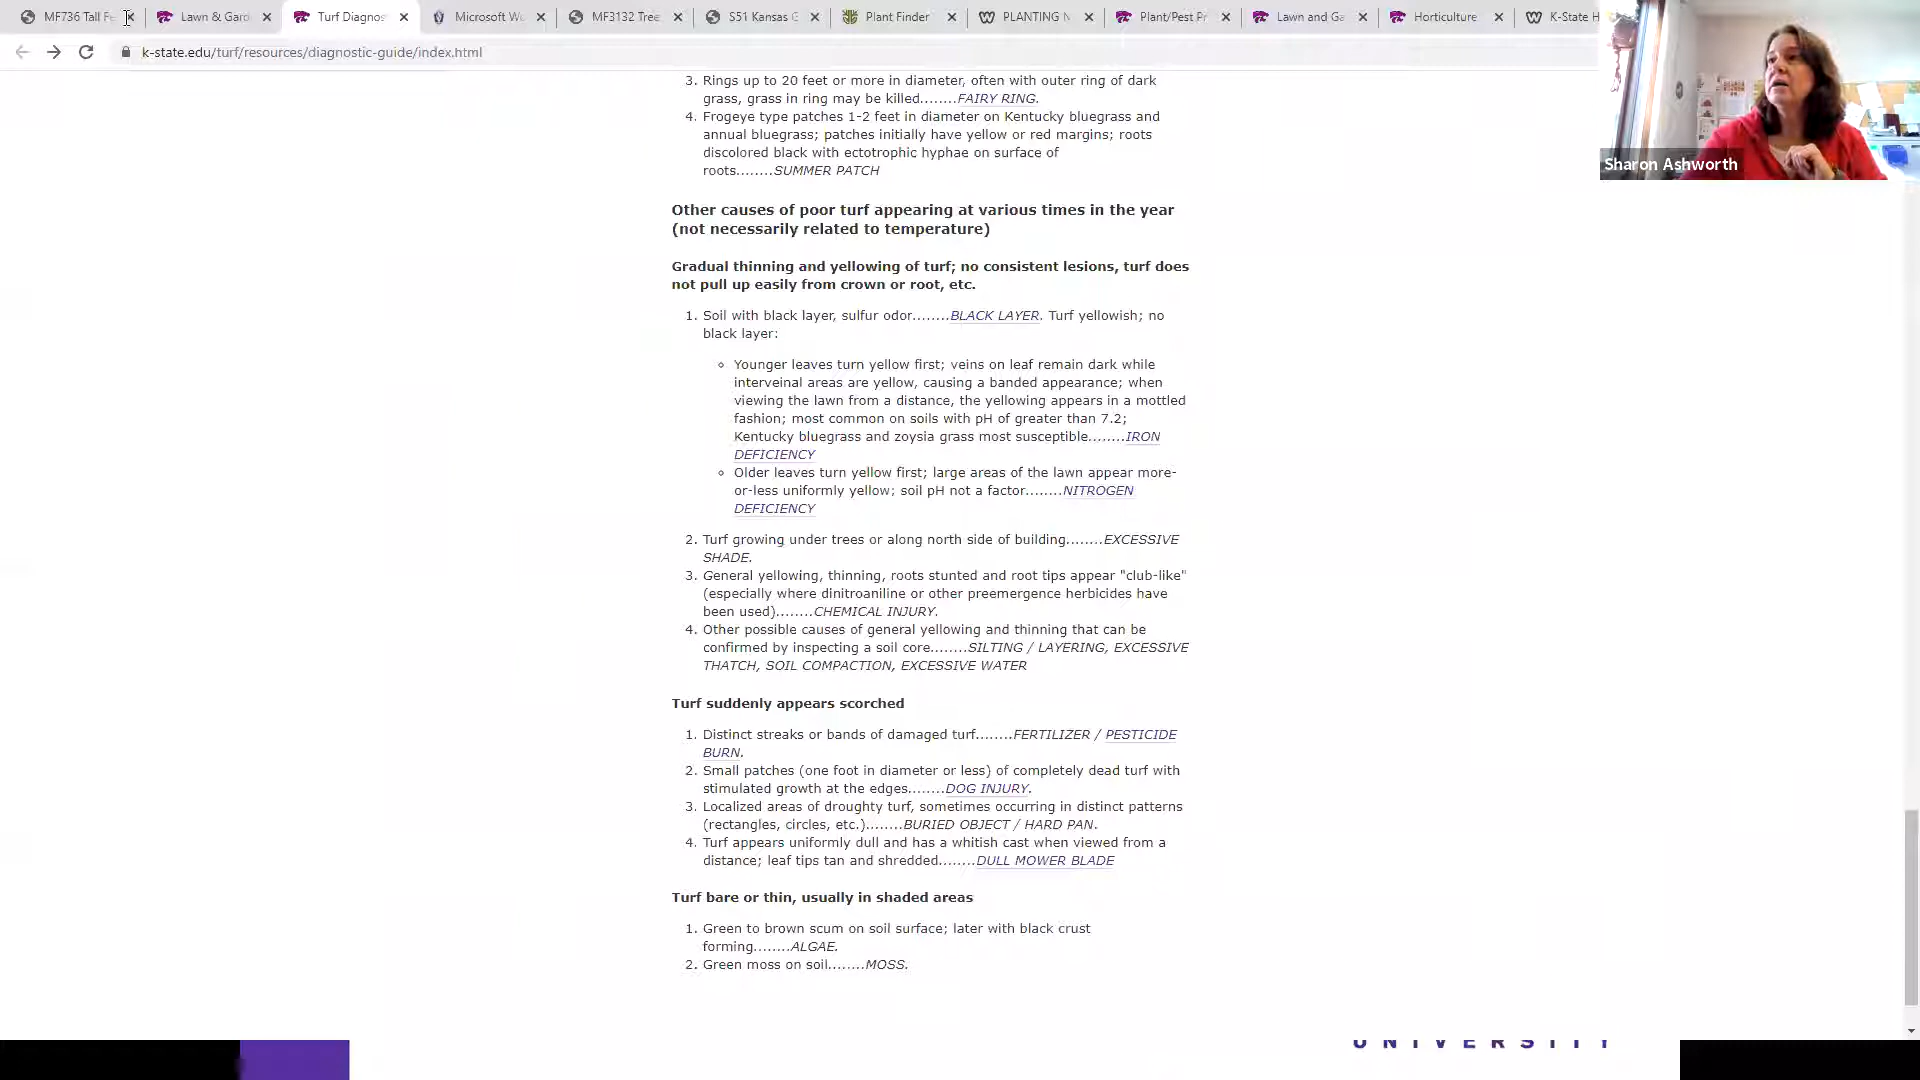 MF736 Tall Fe
Lawn & Gard
Turf Diagnos
Microsoft Wo
MF3132 Tree
S51 Kansas G
Plant Finder
PLANTING N
Plant/Pest Pr
Lawn and Ga
Horticulture
K-State H
k-state.edu/turf/resources/diagnostic-guide/index.html
Sharon Ashworth
3. Rings up to 20 feet or more in diameter, often with outer ring of dark
grass, grass in ring may be killed........FAIRY RING.
4. Frogeye type patches 1-2 feet in diameter on Kentucky bluegrass and
annual bluegrass; patches initially have yellow or red margins; roots
discolored black with ectotrophic hyphae on surface of
roots........SUMMER PATCH
Other causes of poor turf appearing at various times in the year
(not necessarily related to temperature)
Gradual thinning and yellowing of turf; no consistent lesions, turf does
not pull up easily from crown or root, etc.
1. Soil with black layer, sulfur odor........BLACK LAYER. Turf yellowish; no
black layer:
Younger leaves turn yellow first; veins on leaf remain dark while
interveinal areas are yellow, causing a banded appearance; when
viewing the lawn from a distance, the yellowing appears in a mottled
fashion; most common on soils with pH of greater than 7.2;
Kentucky bluegrass and zoysia grass most susceptible........IRON
DEFICIENCY
Older leaves turn yellow first; large areas of the lawn appear more-
or-less uniformly yellow; soil pH not a factor........NITROGEN
DEFICIENCY
2. Turf growing under trees or along north side of building........EXCESSIVE
SHADE.
3. General yellowing, thinning, roots stunted and root tips appear "club-like"
(especially where dinitroaniline or other preemergence herbicides have
been used)........CHEMICAL INJURY.
4. Other possible causes of general yellowing and thinning that can be
confirmed by inspecting a soil core........SILTING / LAYERING, EXCESSIVE
THATCH, SOIL COMPACTION, EXCESSIVE WATER
Turf suddenly appears scorched
1. Distinct streaks or bands of damaged turf........FERTILIZER / PESTICIDE
BURN.
2. Small patches (one foot in diameter or less) of completely dead turf with
stimulated growth at the edges........DOG INJURY.
3. Localized areas of droughty turf, sometimes occurring in distinct patterns
(rectangles, circles, etc.)........BURIED OBJECT / HARD PAN.
4. Turf appears uniformly dull and has a whitish cast when viewed from a
distance; leaf tips tan and shredded........DULL MOWER BLADE
Turf bare or thin, usually in shaded areas
1. Green to brown scum on soil surface; later with black crust
forming........ALGAE.
2. Green moss on soil........MOSS.
UNIVERSITY